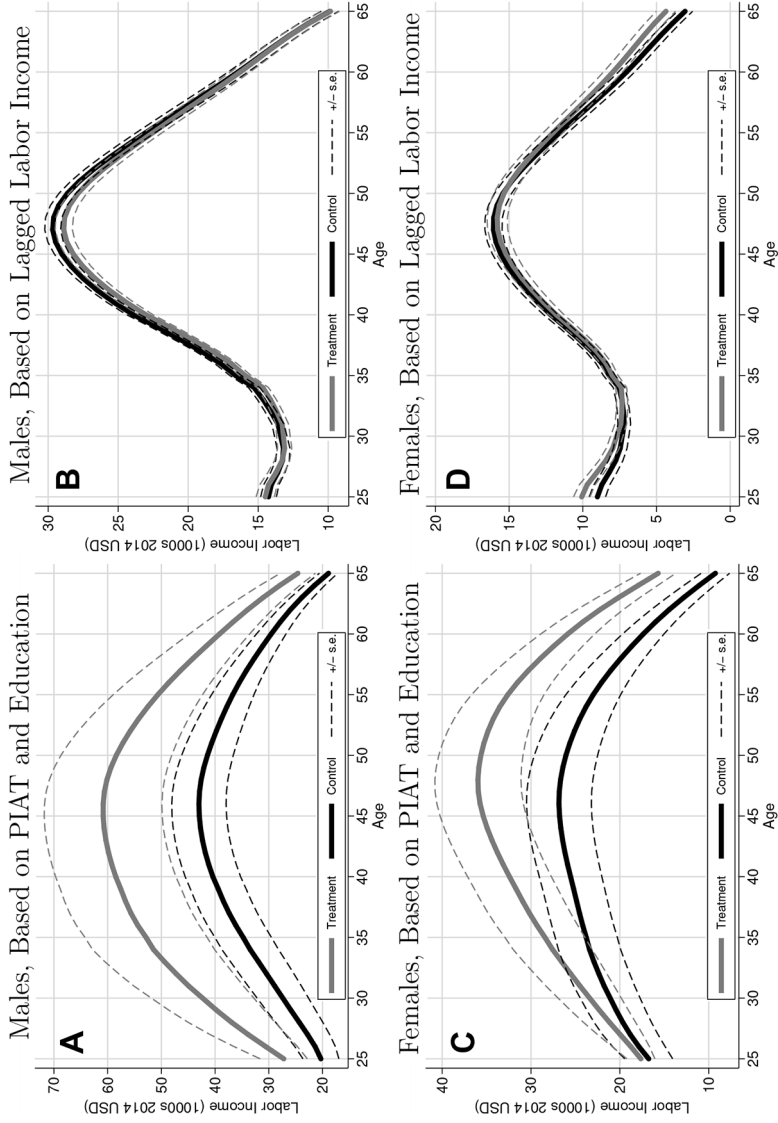 A
Males, Based on PIAT and Education
Labor Income (1000s 2014 USD)
70
60
50
40
30
20
25 30 35 40 45 50 55 60 65
Age
Treatment Control +/− s.e.
B
Males, Based on Lagged Labor Income
Labor Income (1000s 2014 USD)
30
25
20
15
10
25 30 35 40 45 50 55 60 65
Age
Treatment Control +/− s.e.
C
Females, Based on PIAT and Education
Labor Income (1000s 2014 USD)
40
30
20
10
25 30 35 40 45 50 55 60 65
Age
Treatment Control +/− s.e.
D
Females, Based on Lagged Labor Income
Labor Income (1000s 2014 USD)
20
15
10
5
0
25 30 35 40 45 50 55 60 65
Age
Treatment Control +/− s.e.